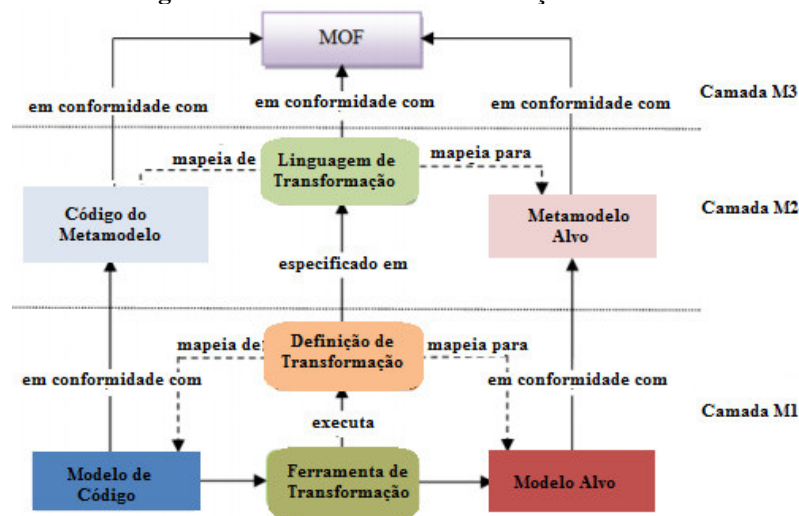 MOF
em conformidade com
em conformidade com
em conformidade com
Camada M3
mapeia de
Linguagem de
Transformação
mapeia para
Código do
Metamodelo
Metamodelo
Alvo
Camada M2
especificado em
mapeia de
Definição de
Transformação
mapeia para
em conformidade com
em conformidade com
executa
Camada M1
Modelo de
Código
Ferramenta de
Transformação
Modelo Alvo